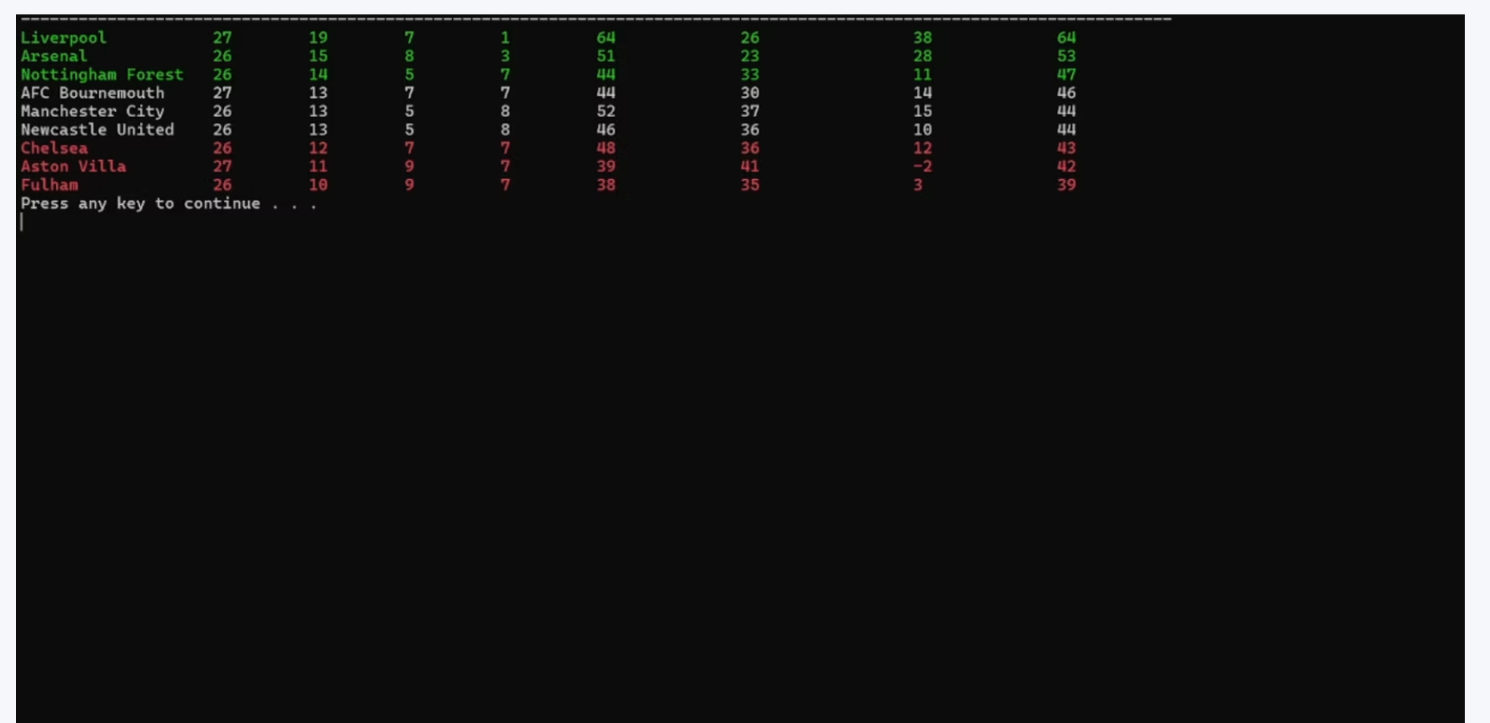 Liverpool 27 19 7 1 64 26 38 64
Arsenal 26 15 8 3 51 23 28 53
Nottingham Forest 26 14 5 7 44 33 11 47
AFC Bournemouth 27 13 7 7 44 30 14 46
Manchester City 26 13 5 8 52 37 15 44
Newcastle United 26 13 5 8 46 36 10 44
Chelsea 26 12 7 7 48 36 12 43
Aston Villa 27 11 9 7 39 41 -2 42
Fulham 26 10 9 7 38 35 3 39
Press any key to continue . . .